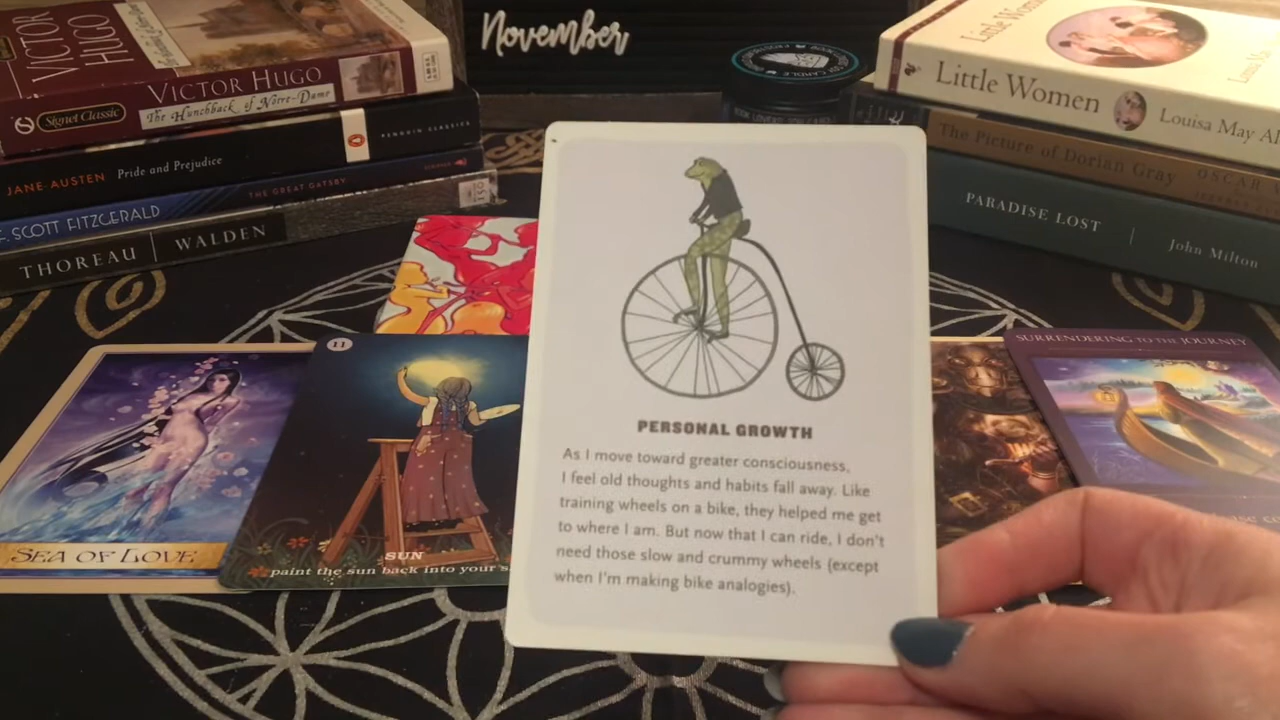 VICTOR HUGO
VICTOR HUGO
Signet Classic
The Hunchback of Notre-Dame
JANE AUSTEN Pride and Prejudice
PENGUIN CLASSICS
F. SCOTT FITZGERALD THE GREAT GATSBY
THOREAU WALDEN
November
Little Women
Little Women Louisa May Al
The Picture of Dorian Gray OSCAR
PARADISE LOST John Milton
SEA OF LOVE
11
SUN
paint the sun back into your s
SURRENDERING TO THE JOURNEY
PERSONAL GROWTH
As I move toward greater consciousness,
I feel old thoughts and habits fall away. Like
training wheels on a bike, they helped me get
to where I am. But now that I can ride, I don't
need those slow and crummy wheels (except
when I'm making bike analogies).